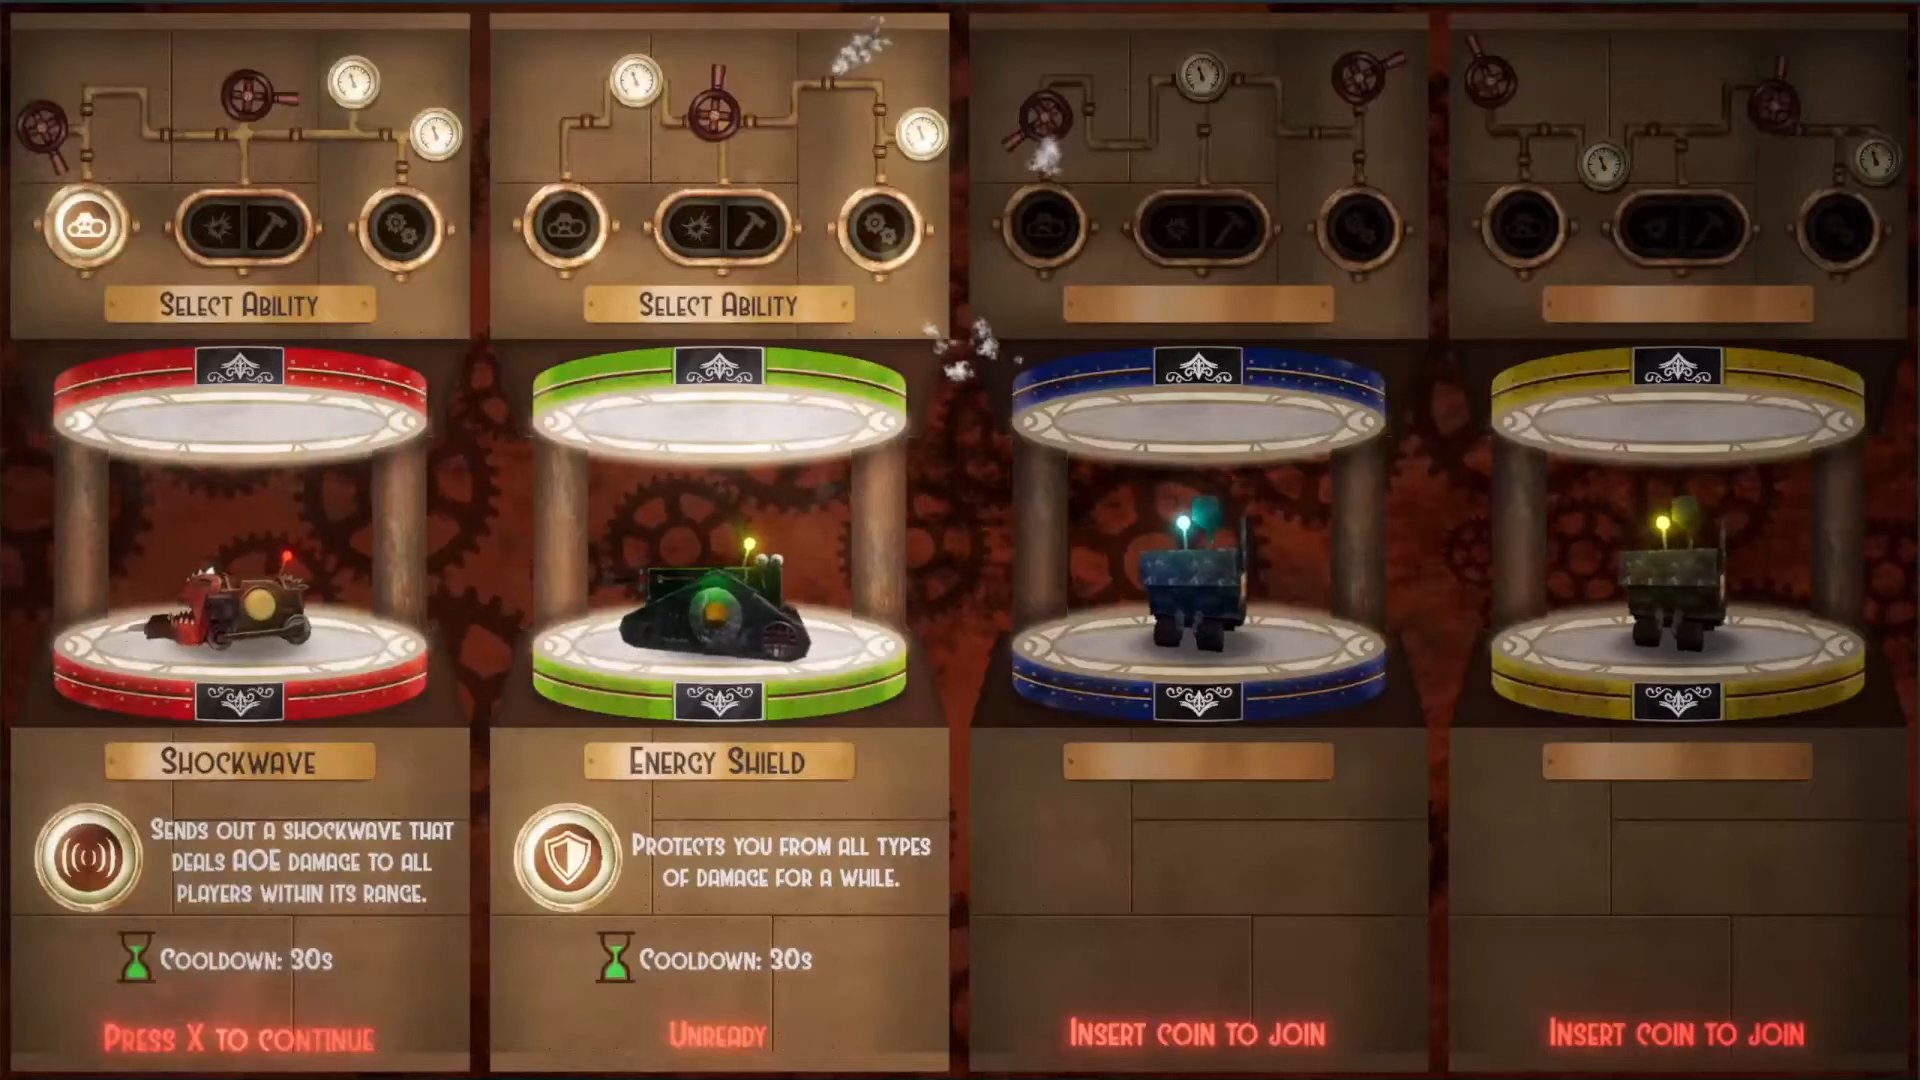 Select Ability
Shockwave
Sends out a shockwave that
deals AOE damage to all
players within its range.
Cooldown: 30s
Press X to continue
Select Ability
Energy Shield
Protects you from all types
of damage for a while.
Cooldown: 30s
Unready
Insert coin to join
Insert coin to join